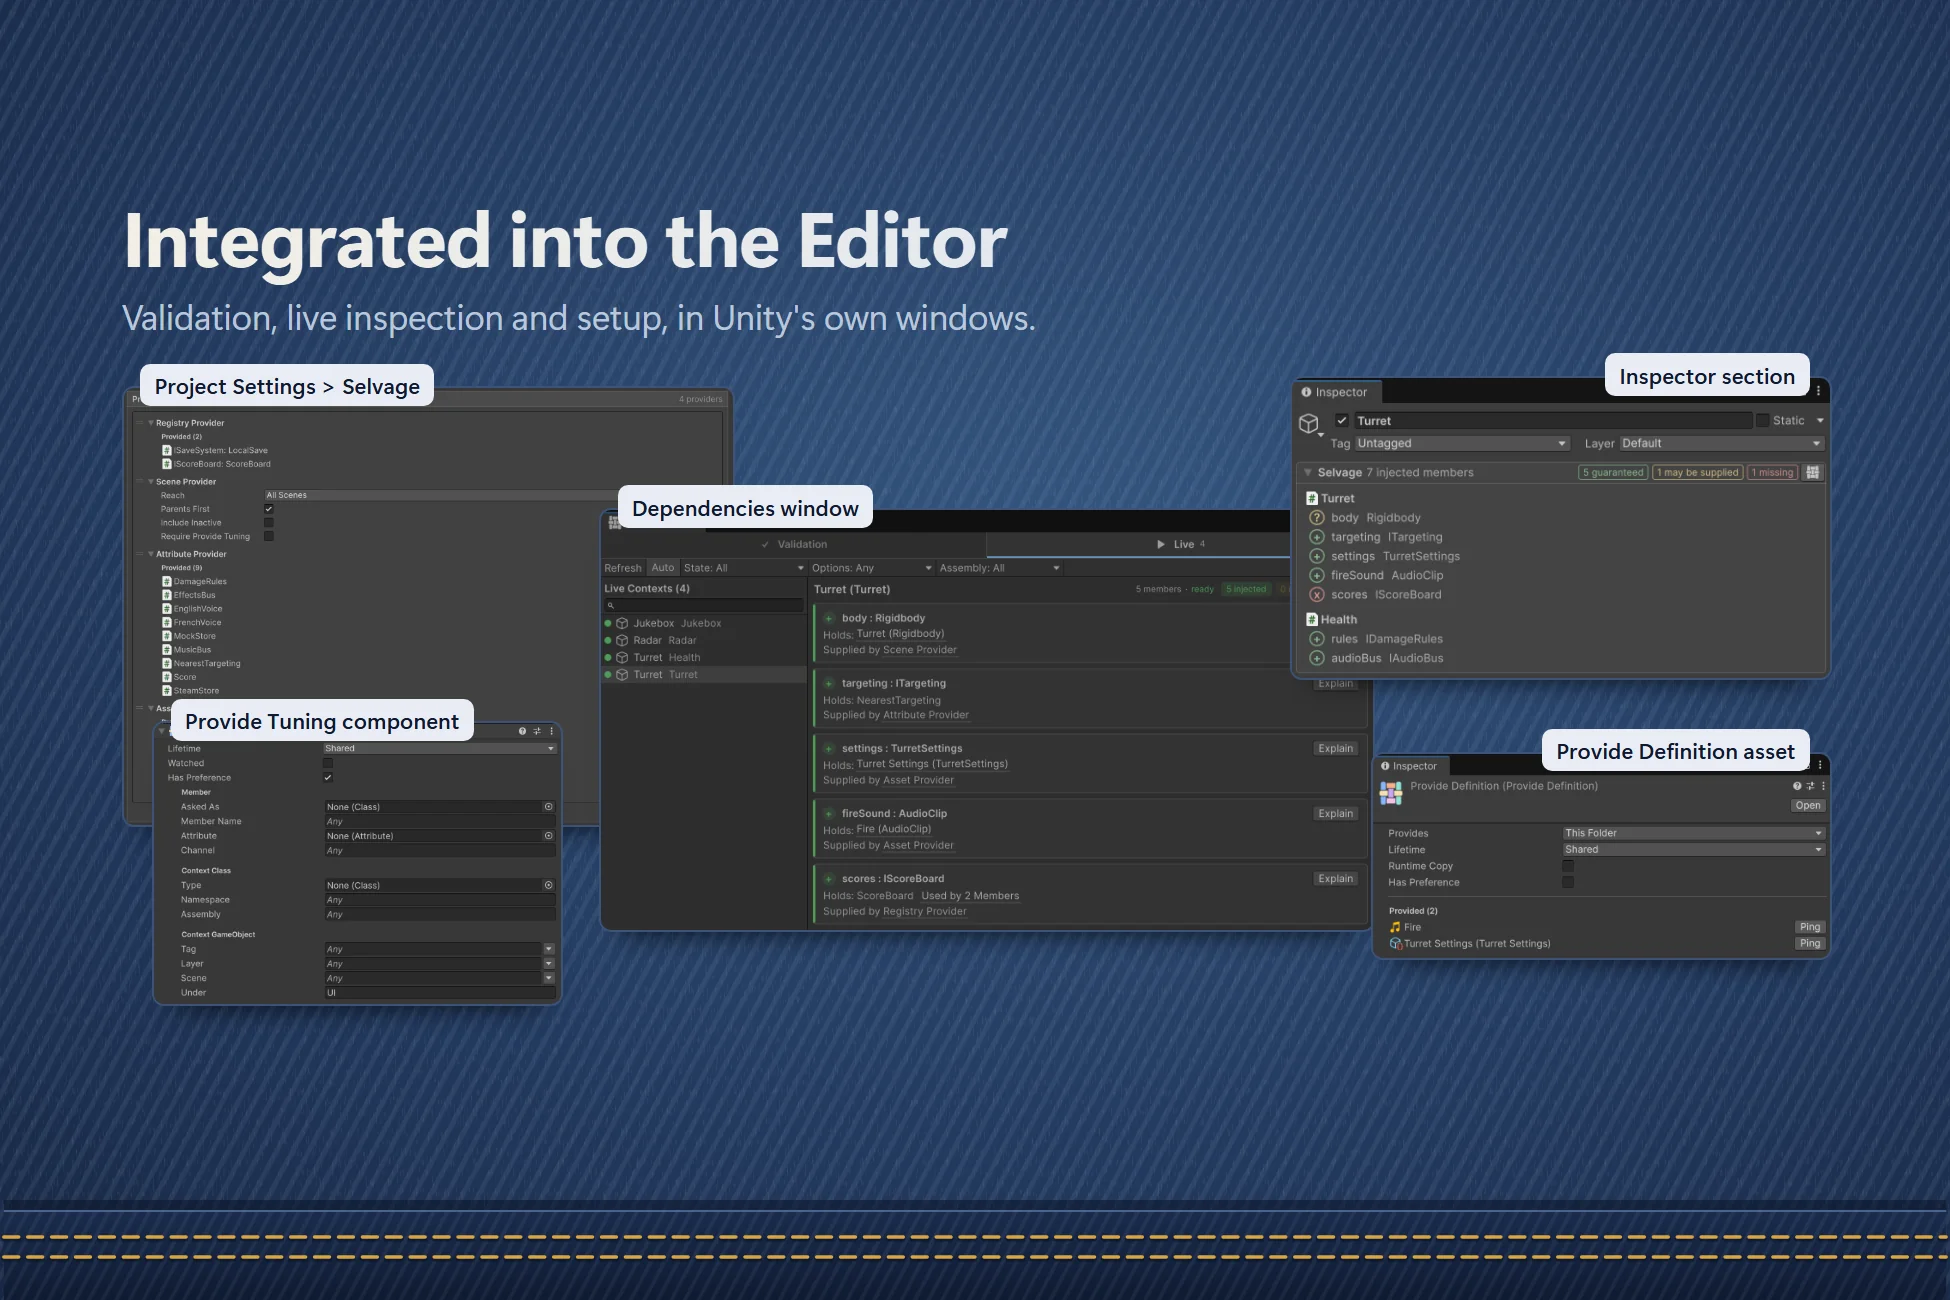 Integrated into the Editor
Validation, live inspection and setup, in Unity's own windows.
Project Settings > Selvage
4 providers
Registry Provider
Provided (2)
ISaveSystem: LocalSave
IScoreBoard: ScoreBoard
Scene Provider
Reach All Scenes
Parents First
Include Inactive
Require Provide Tuning
Attribute Provider
Provided (9)
DamageRules
EffectsBus
EnglishVoice
FrenchVoice
MockStore
MusicBus
NearestTargeting
Score
SteamStore
Provide Tuning component
Lifetime Shared
Watched
Has Preference
Member
Asked As None (Class)
Member Name Any
Attribute None (Attribute)
Channel Any
Context Class
Type None (Class)
Namespace Any
Assembly Any
Context GameObject
Tag Any
Layer Any
Scene Any
Under UI
Dependencies window
Validation
Live 4
Refresh Auto State: All Options: Any Assembly: All
Live Contexts (4)
Jukebox Jukebox
Radar Radar
Turret Health
Turret Turret
Turret (Turret)
5 members · ready 5 injected
body : Rigidbody
Holds: Turret (Rigidbody)
Supplied by Scene Provider
targeting : ITargeting
Explain
Holds: NearestTargeting
Supplied by Attribute Provider
settings : TurretSettings
Explain
Holds: Turret Settings (TurretSettings)
Supplied by Asset Provider
fireSound : AudioClip
Explain
Holds: Fire (AudioClip)
Supplied by Asset Provider
scores : IScoreBoard
Explain
Holds: ScoreBoard Used by 2 Members
Supplied by Registry Provider
Inspector section
Inspector
Turret Static
Tag Untagged Layer Default
Selvage 7 injected members 5 guaranteed 1 may be supplied 1 missing
Turret
body Rigidbody
targeting ITargeting
settings TurretSettings
fireSound AudioClip
scores IScoreBoard
Health
rules IDamageRules
audioBus IAudioBus
Provide Definition asset
Inspector
Provide Definition (Provide Definition)
Open
Provides This Folder
Lifetime Shared
Runtime Copy
Has Preference
Provided (2)
Fire Ping
Turret Settings (Turret Settings) Ping